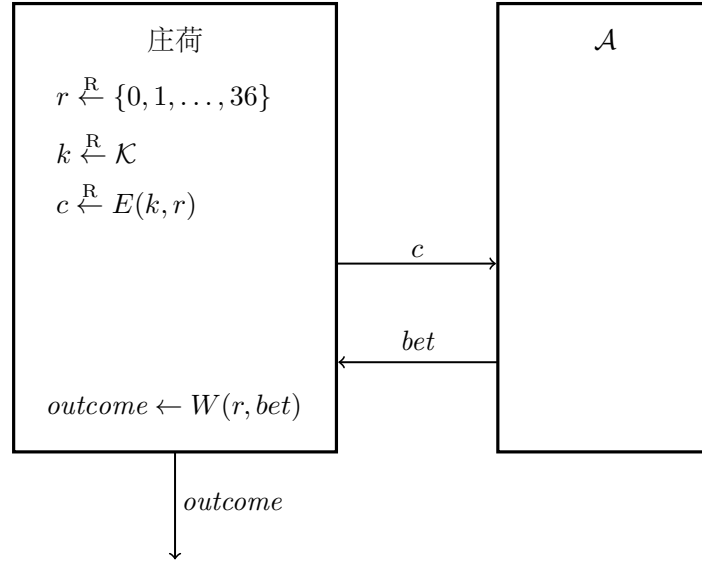 庄荷
𝒜
r ←ᴿ {0, 1, . . . , 36}
k ←ᴿ 𝒦
c ←ᴿ E(k, r)
c
bet
outcome ← W(r, bet)
outcome